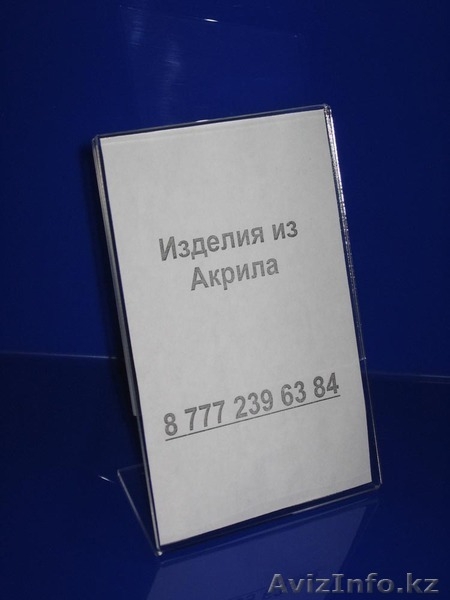 Изделия из
Акрила
8 777 239 63 84
AvizInfo.kz